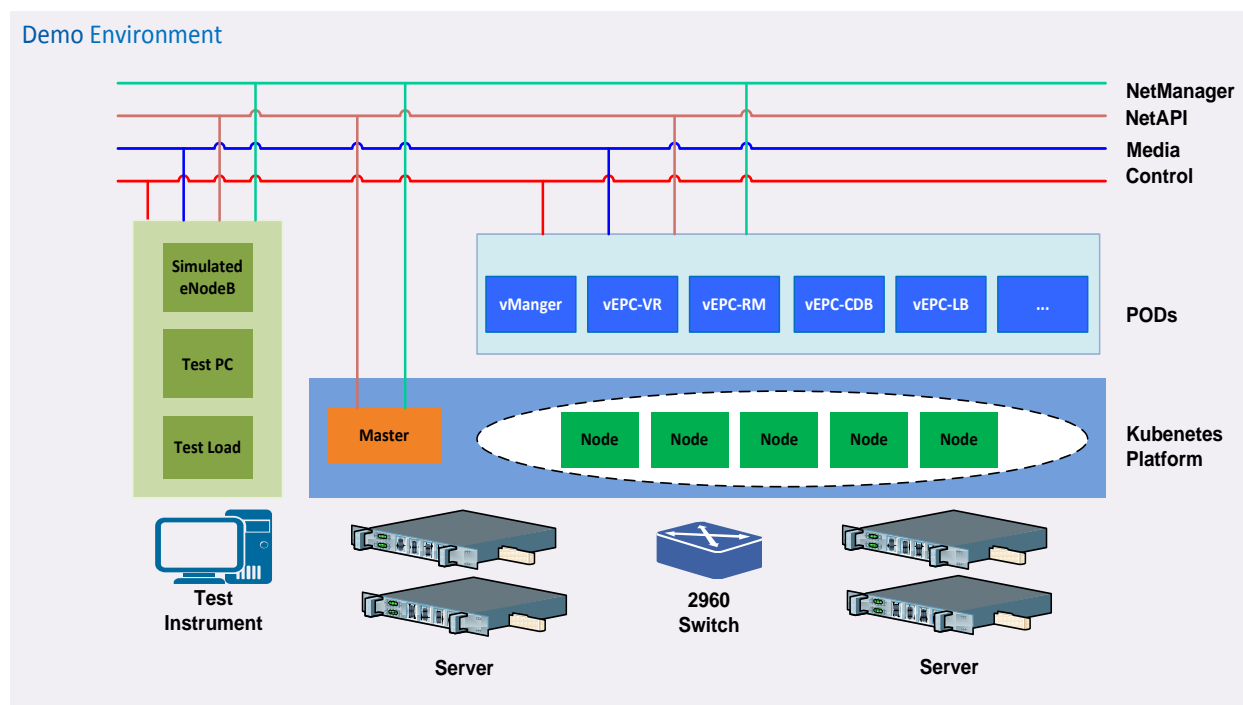 Demo Environment
NetManager
NetAPI
Media
Control
Simulated
eNodeB
Test PC
Test Load
vManger
vEPC-VR
vEPC-RM
vEPC-CDB
vEPC-LB
...
PODs
Master
Node
Node
Node
Node
Node
Kubenetes
Platform
Test
Instrument
Server
2960
Switch
Server